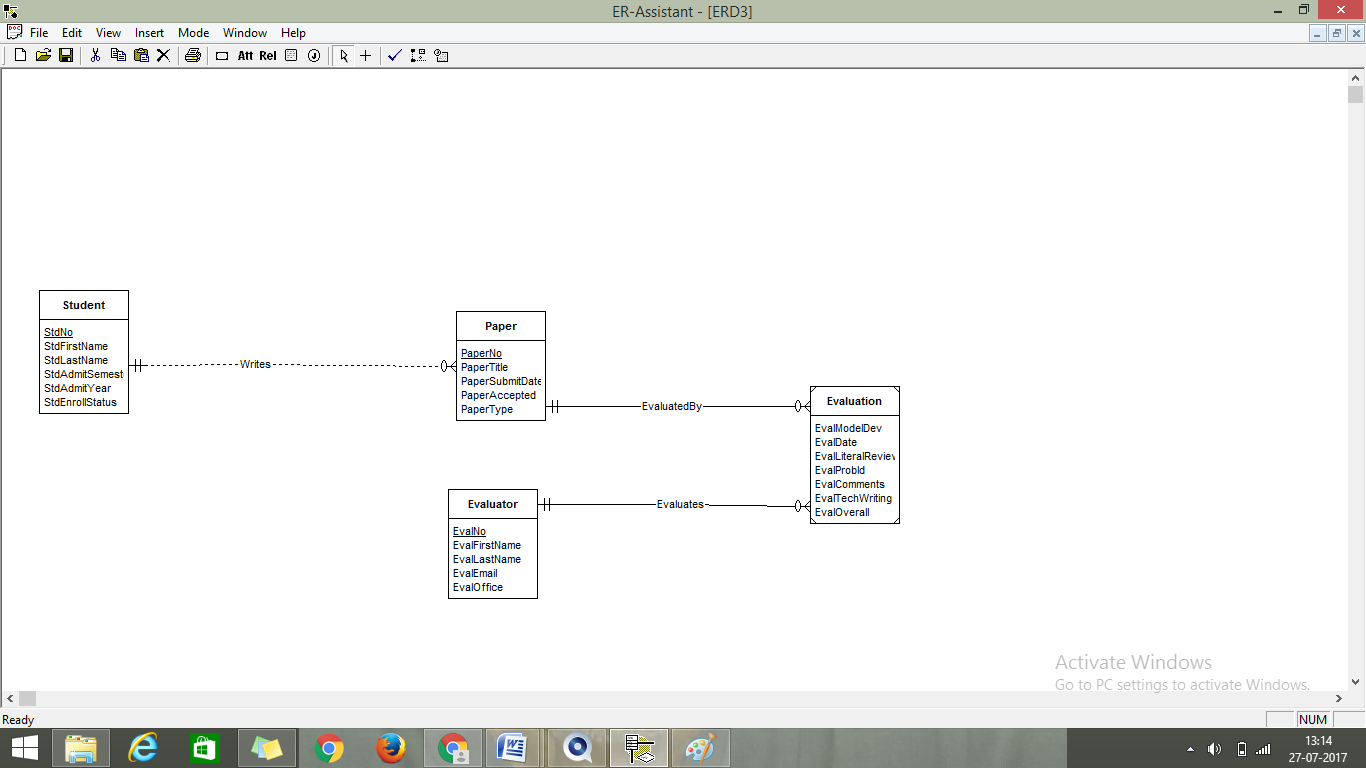 ER-Assistant - [ERD3]
File Edit View Insert Mode Window Help
Att Rel J
Student
StdNo
StdFirstName
StdLastName
StdAdmitSemest
StdAdmitYear
StdEnrollStatus
Writes
Paper
PaperNo
PaperTitle
PaperSubmitDate
PaperAccepted
PaperType
EvaluatedBy
Evaluation
EvalModelDev
EvalDate
EvalLiteralReview
EvalProbId
EvalComments
EvalTechWriting
EvalOverall
Evaluator
EvalNo
EvalFirstName
EvalLastName
EvalEmail
EvalOffice
Evaluates
Activate Windows
Go to PC settings to activate Windows.
Ready
NUM
13:14
27-07-2017